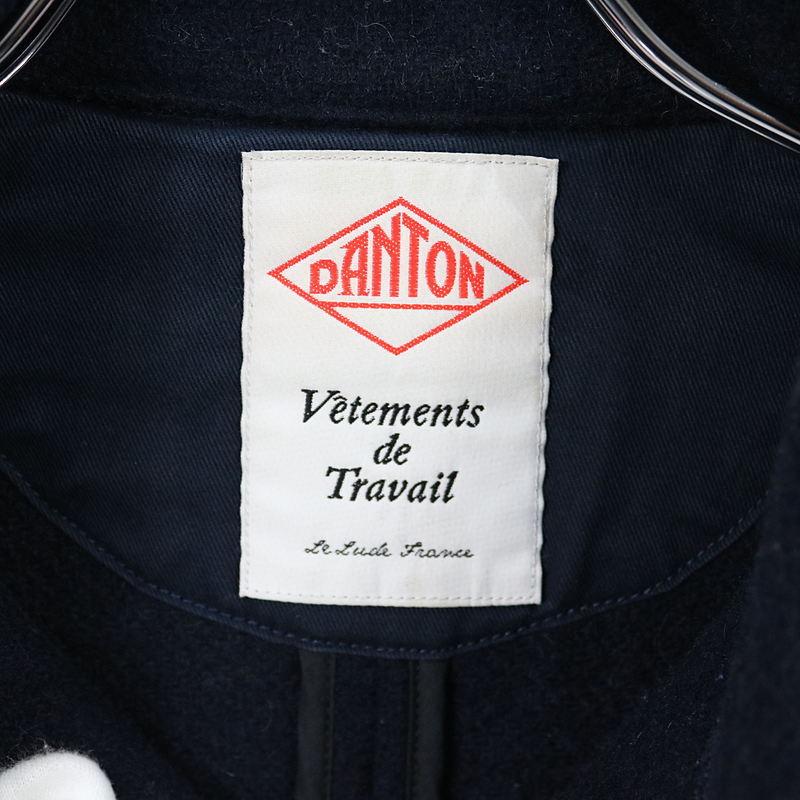 DANTON
Vêtements
de
Travail
Le Lude France